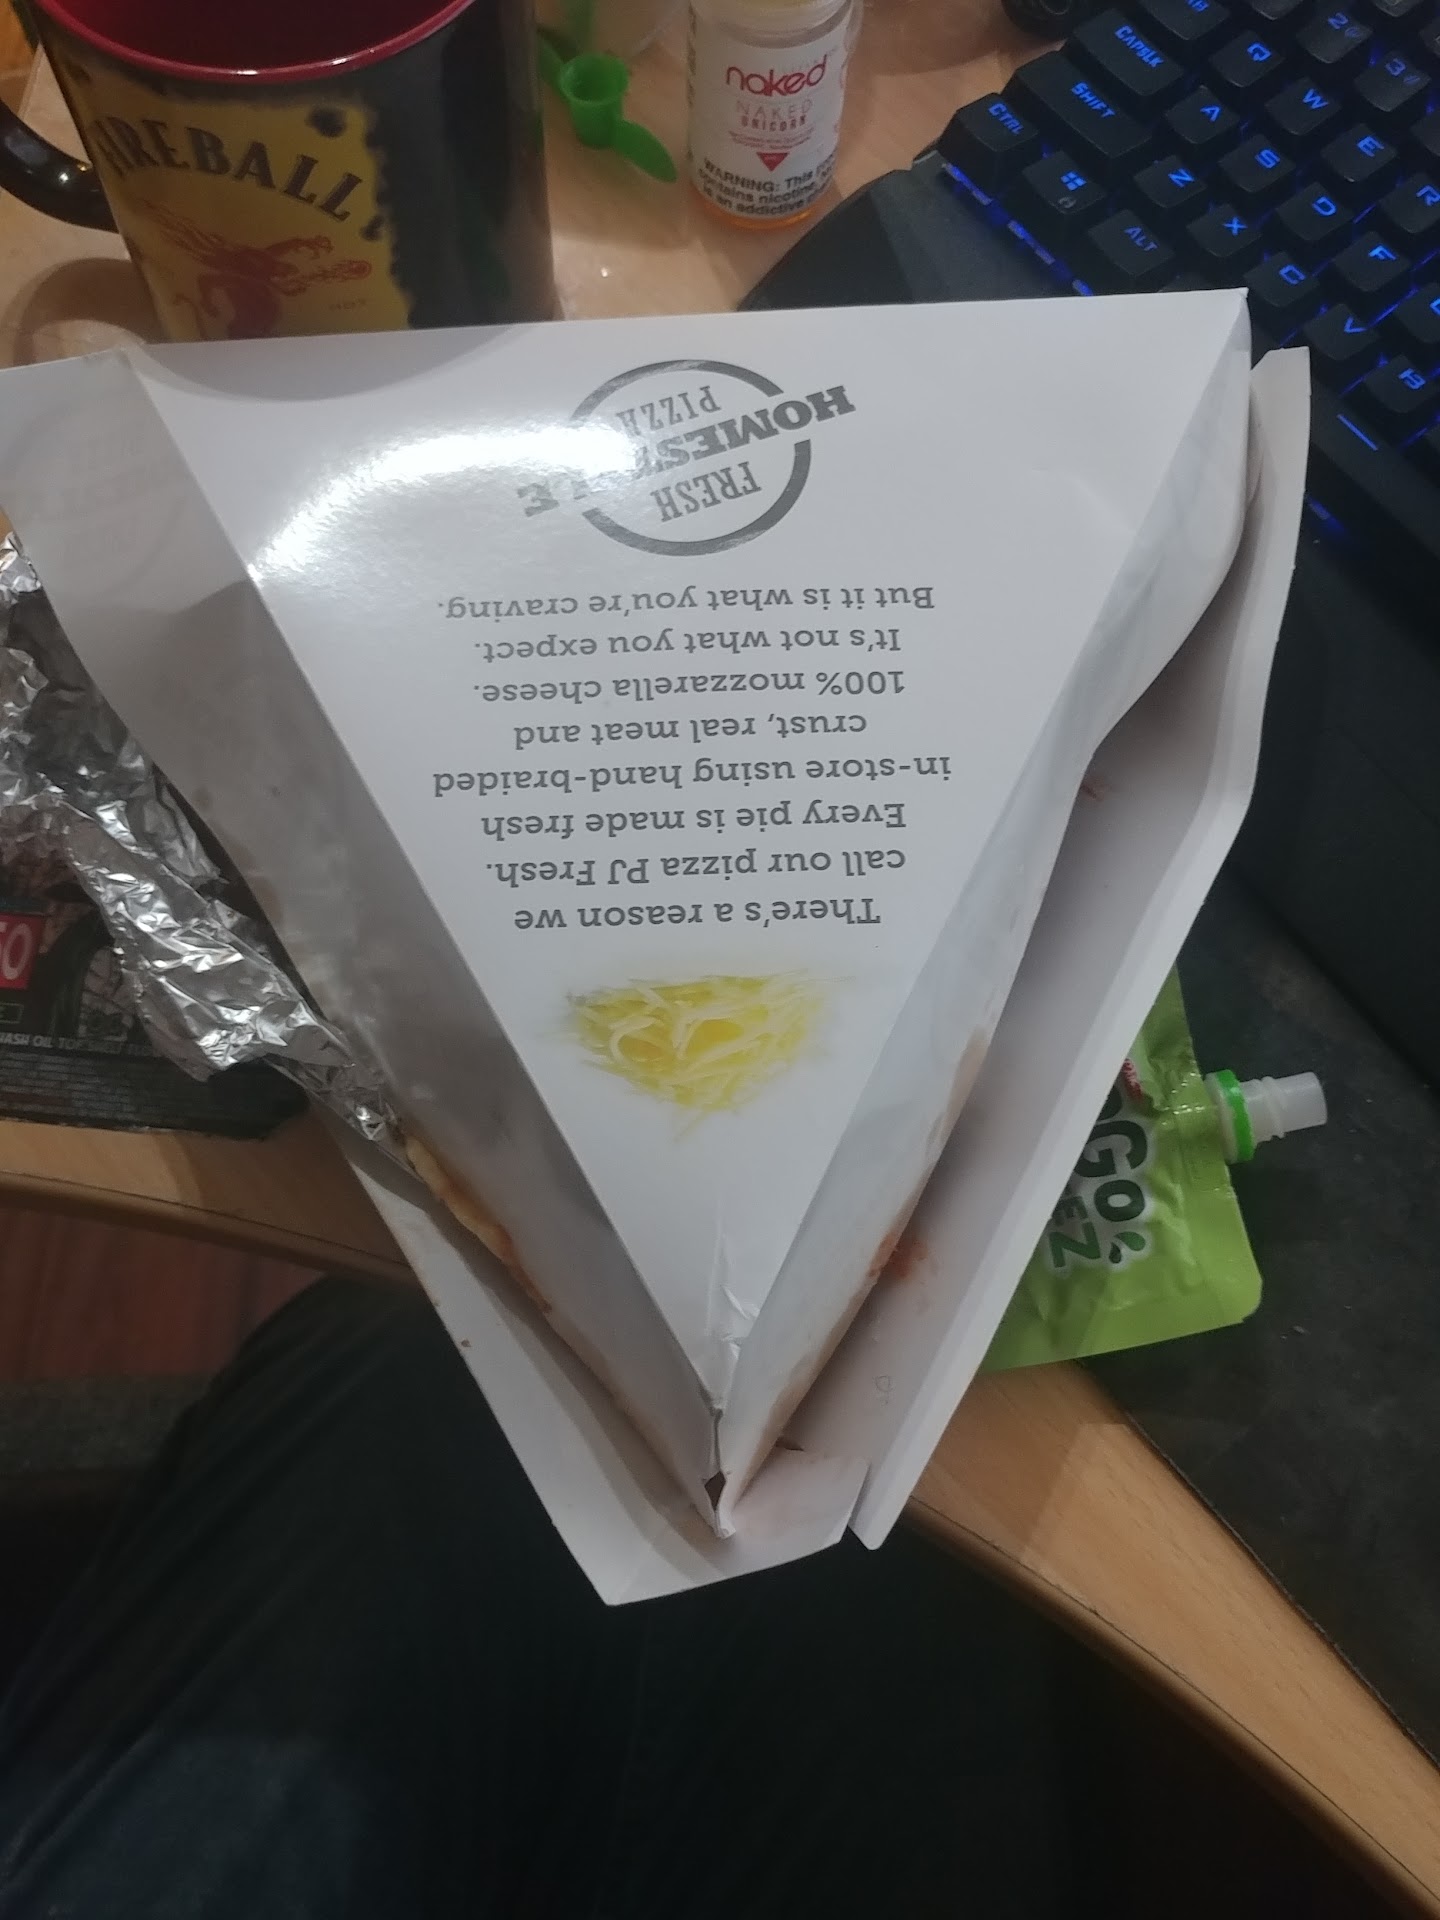 FIREBALL
naked
NAKED
UNICORN
WARNING: This
contains nicotine.
is an addictive
CAPSLK
SHIFT
CTRL
ALT
Q
W
A
S
E
Z
D
R
X
F
C
V
B
There's a reason we
call our pizza PJ Fresh.
Every pie is made fresh
in-store using hand-braided
crust, real meat and
100% mozzarella cheese.
It's not what you expect.
But it is what you're craving.
FRESH
PIZZA